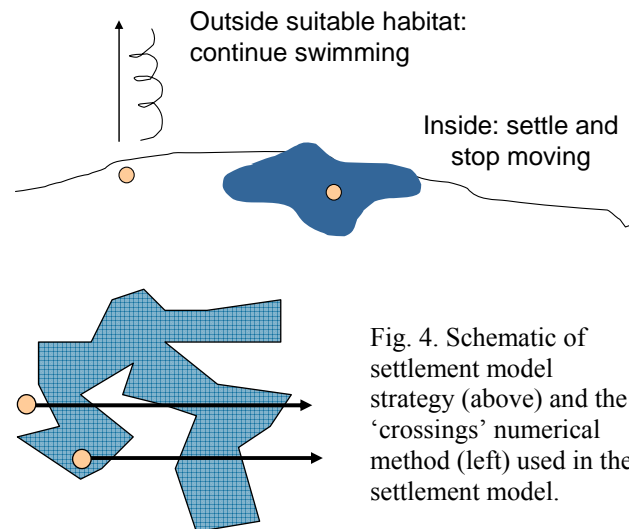 Outside suitable habitat:
continue swimming
Inside: settle and
stop moving
Fig. 4. Schematic of
settlement model
strategy (above) and the
‘crossings’ numerical
method (left) used in the
settlement model.